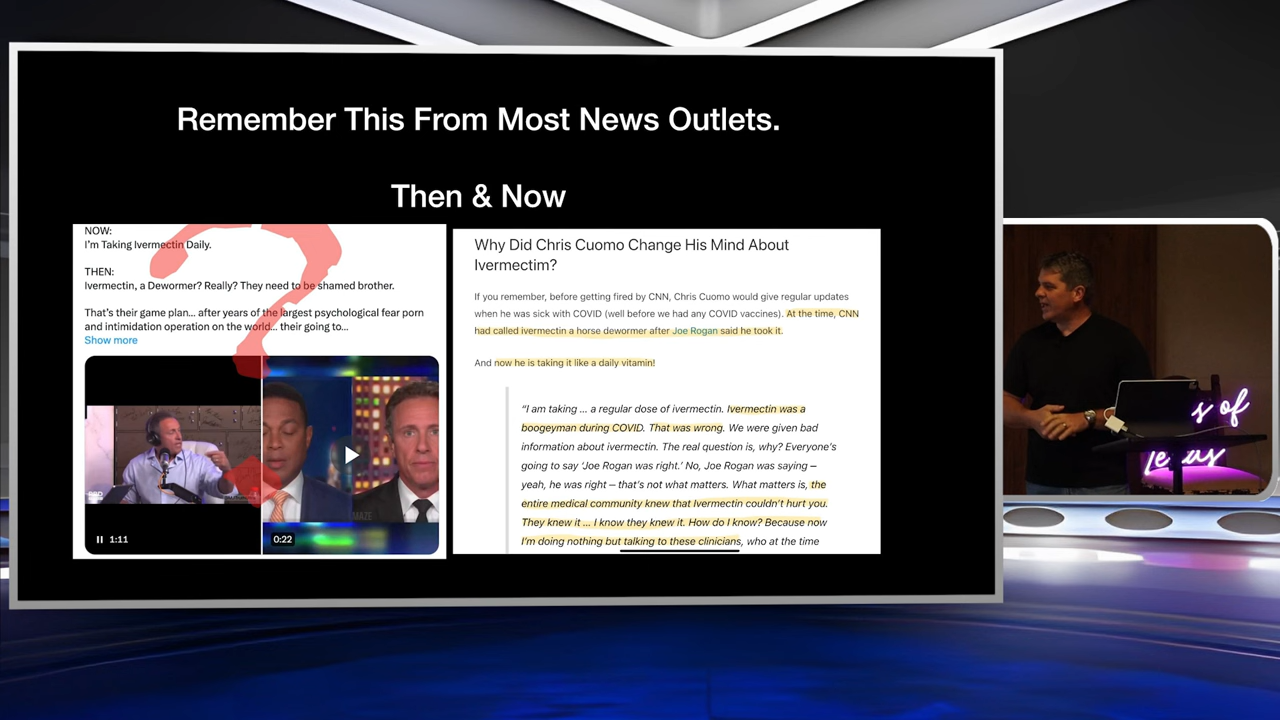 Remember This From Most News Outlets.
Then & Now
NOW:
I'm Taking Ivermectin Daily.
THEN:
Ivermectin, a Dewormer? Really? They need to be shamed brother.
That's their game plan... after years of the largest psychological fear porn
and intimidation operation on the world... their going to...
Show more
1:11
0:22
MAZE
Why Did Chris Cuomo Change His Mind About
Ivermectim?
If you remember, before getting fired by CNN, Chris Cuomo would give regular updates
when he was sick with COVID (well before we had any COVID vaccines). At the time, CNN
had called ivermectin a horse dewormer after Joe Rogan said he took it.
And now he is taking it like a daily vitamin!
“I am taking ... a regular dose of ivermectin. Ivermectin was a
boogeyman during COVID. That was wrong. We were given bad
information about ivermectin. The real question is, why? Everyone's
going to say ‘Joe Rogan was right.’ No, Joe Rogan was saying –
yeah, he was right – that's not what matters. What matters is, the
entire medical community knew that Ivermectin couldn't hurt you.
They knew it ... I know they knew it. How do I know? Because now
I'm doing nothing but talking to these clinicians, who at the time
s of
Texas